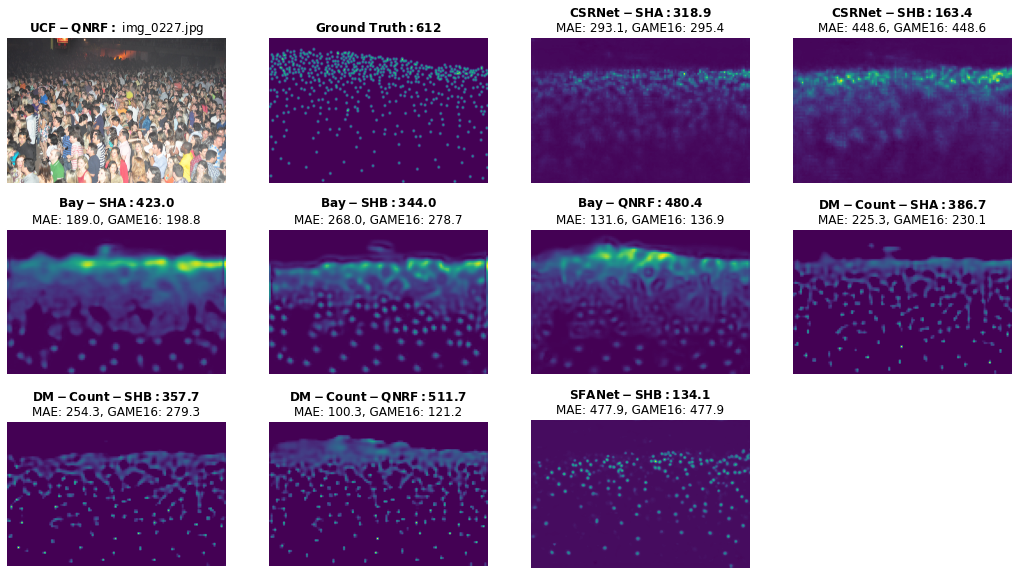 UCF − QNRF : img_0227.jpg
Ground Truth : 612
CSRNet − SHA : 318.9
MAE: 293.1, GAME16: 295.4
CSRNet − SHB : 163.4
MAE: 448.6, GAME16: 448.6
Bay − SHA : 423.0
MAE: 189.0, GAME16: 198.8
Bay − SHB : 344.0
MAE: 268.0, GAME16: 278.7
Bay − QNRF : 480.4
MAE: 131.6, GAME16: 136.9
DM − Count − SHA : 386.7
MAE: 225.3, GAME16: 230.1
DM − Count − SHB : 357.7
MAE: 254.3, GAME16: 279.3
DM − Count − QNRF : 511.7
MAE: 100.3, GAME16: 121.2
SFANet − SHB : 134.1
MAE: 477.9, GAME16: 477.9